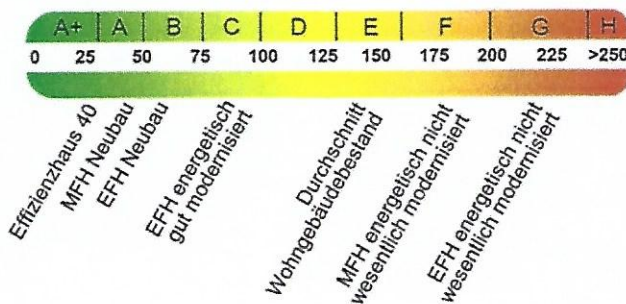 A+ A B C D E F G H
0 25 50 75 100 125 150 175 200 225 >250
Effizienzhaus 40
MFH Neubau
EFH Neubau
EFH energetisch
gut modernisiert
Durchschnitt
Wohngebäudebestand
MFH energetisch nicht
wesentlich modernisiert
EFH energetisch nicht
wesentlich modernisiert